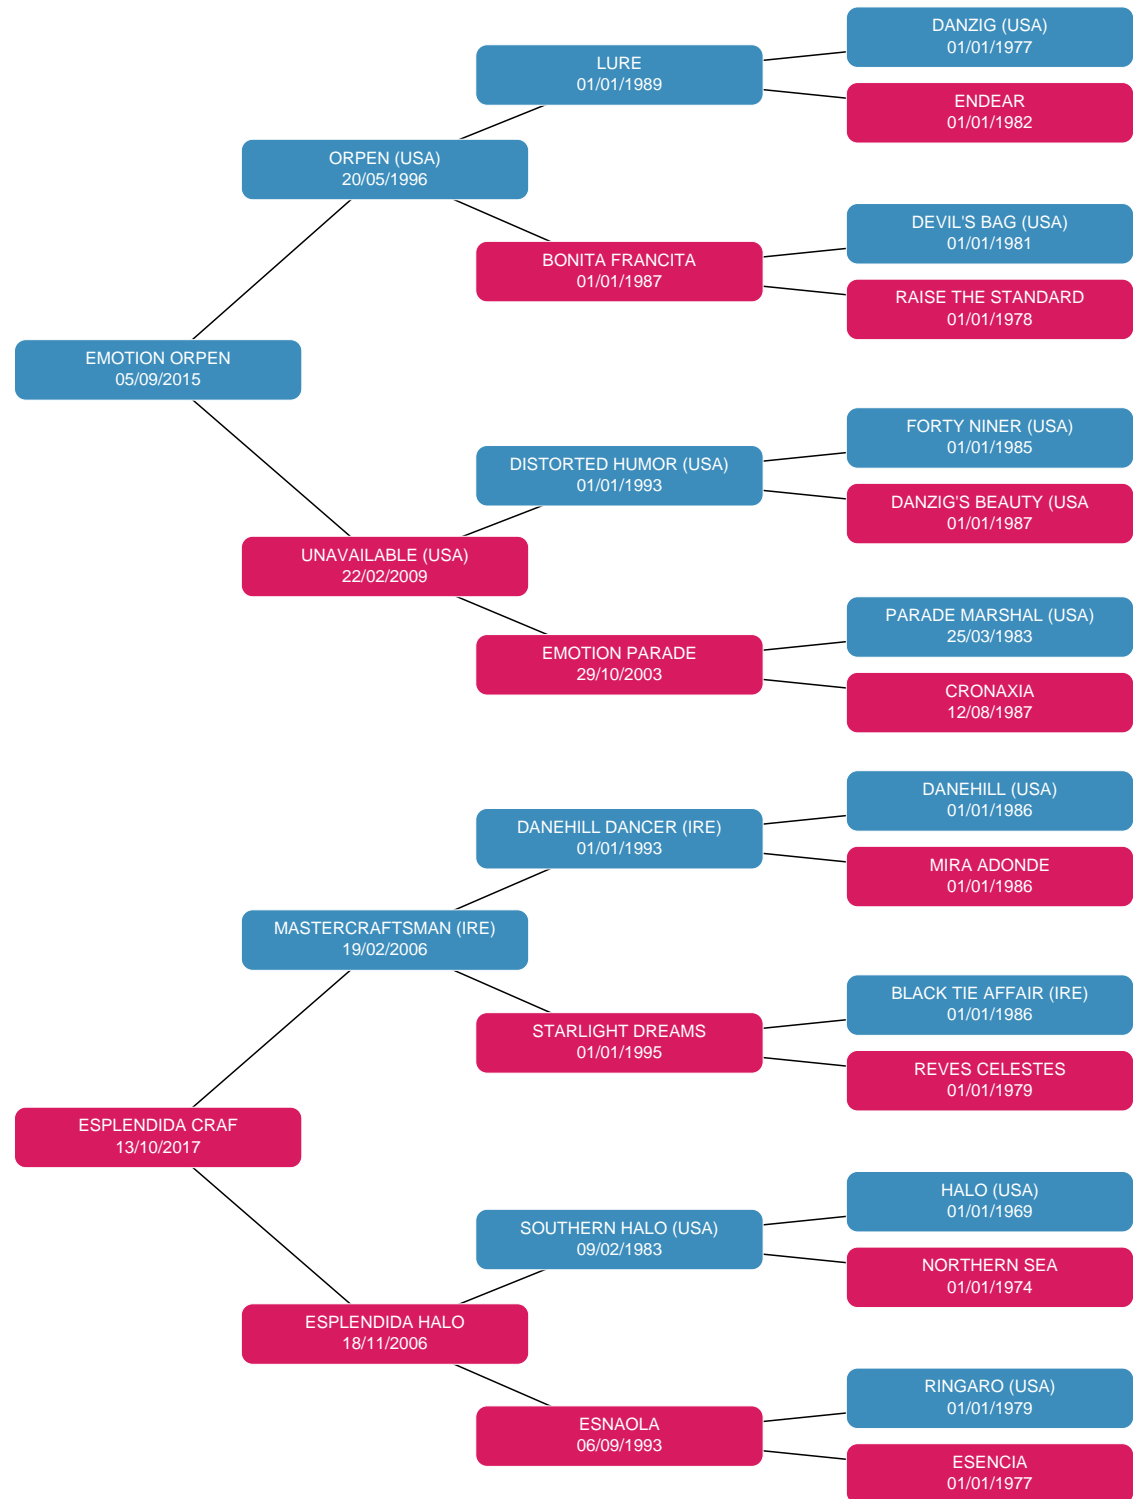 DANZIG (USA)
01/01/1977
LURE
01/01/1989
ENDEAR
01/01/1982
ORPEN (USA)
20/05/1996
DEVIL'S BAG (USA)
01/01/1981
BONITA FRANCITA
01/01/1987
RAISE THE STANDARD
01/01/1978
EMOTION ORPEN
05/09/2015
FORTY NINER (USA)
01/01/1985
DISTORTED HUMOR (USA)
01/01/1993
DANZIG'S BEAUTY (USA
01/01/1987
UNAVAILABLE (USA)
22/02/2009
PARADE MARSHAL (USA)
25/03/1983
EMOTION PARADE
29/10/2003
CRONAXIA
12/08/1987
DANEHILL (USA)
01/01/1986
DANEHILL DANCER (IRE)
01/01/1993
MIRA ADONDE
01/01/1986
MASTERCRAFTSMAN (IRE)
19/02/2006
BLACK TIE AFFAIR (IRE)
01/01/1986
STARLIGHT DREAMS
01/01/1995
REVES CELESTES
01/01/1979
ESPLENDIDA CRAF
13/10/2017
HALO (USA)
01/01/1969
SOUTHERN HALO (USA)
09/02/1983
NORTHERN SEA
01/01/1974
ESPLENDIDA HALO
18/11/2006
RINGARO (USA)
01/01/1979
ESNAOLA
06/09/1993
ESENCIA
01/01/1977